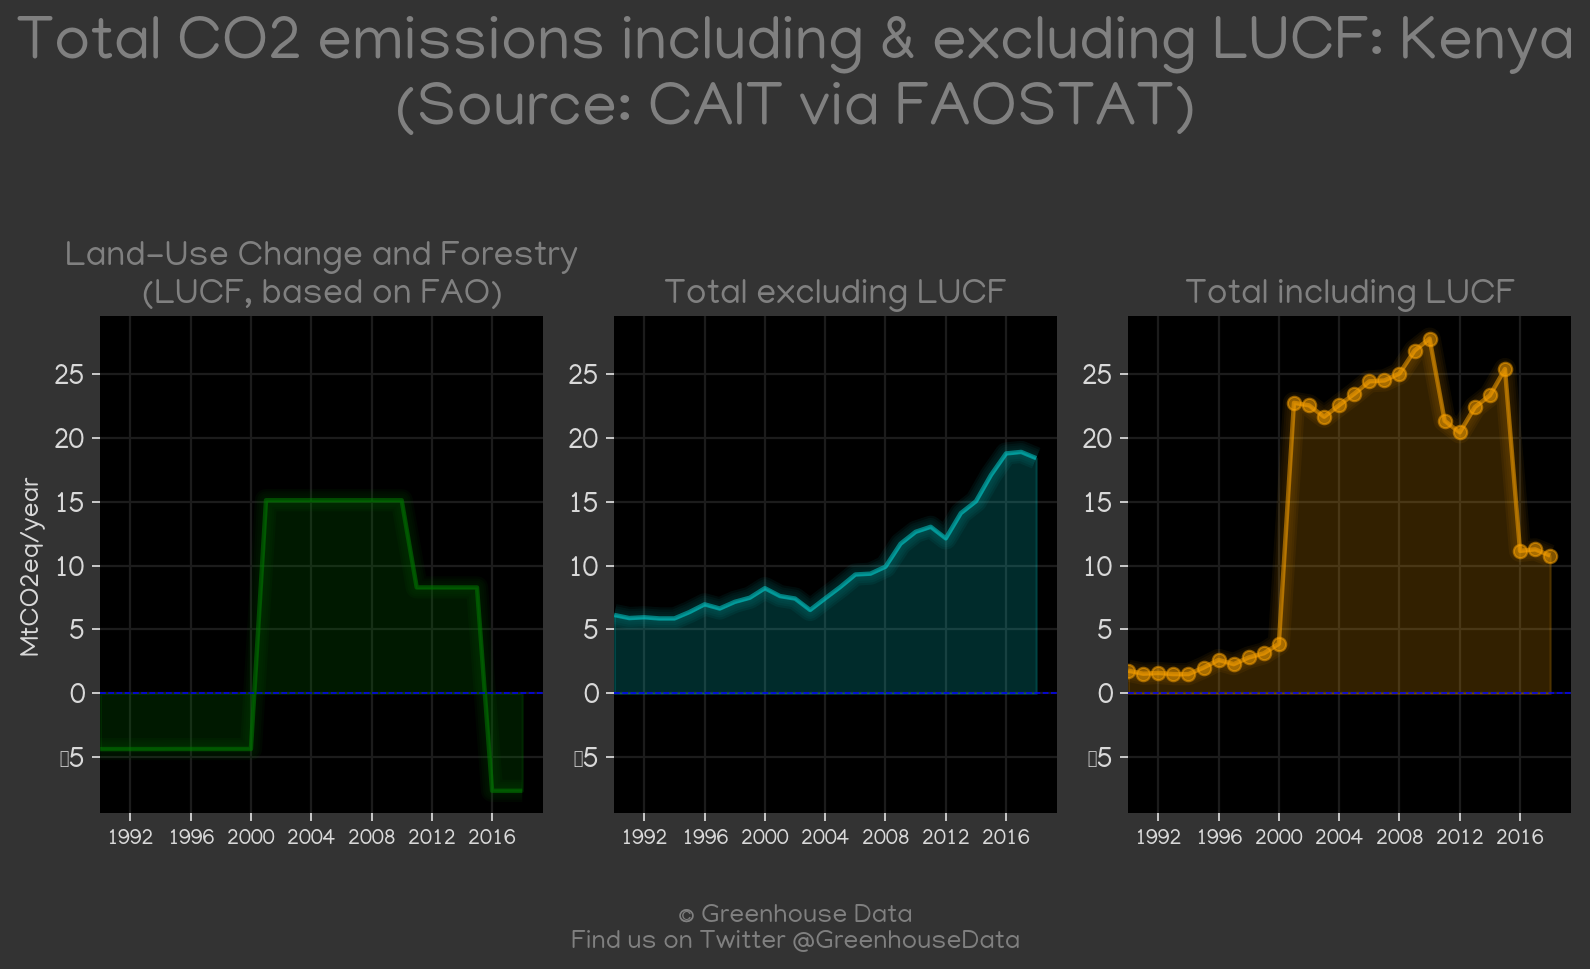 Total CO2 emissions including & excluding LUCF: Kenya
(Source: CAIT via FAOSTAT)
Land-Use Change and Forestry
(LUCF, based on FAO)
Total excluding LUCF
Total including LUCF
MtCO2eq/year
25
20
15
10
5
0
▯5
1992 1996 2000 2004 2008 2012 2016
25
20
15
10
5
0
▯5
1992 1996 2000 2004 2008 2012 2016
25
20
15
10
5
0
▯5
1992 1996 2000 2004 2008 2012 2016
© Greenhouse Data
Find us on Twitter @GreenhouseData